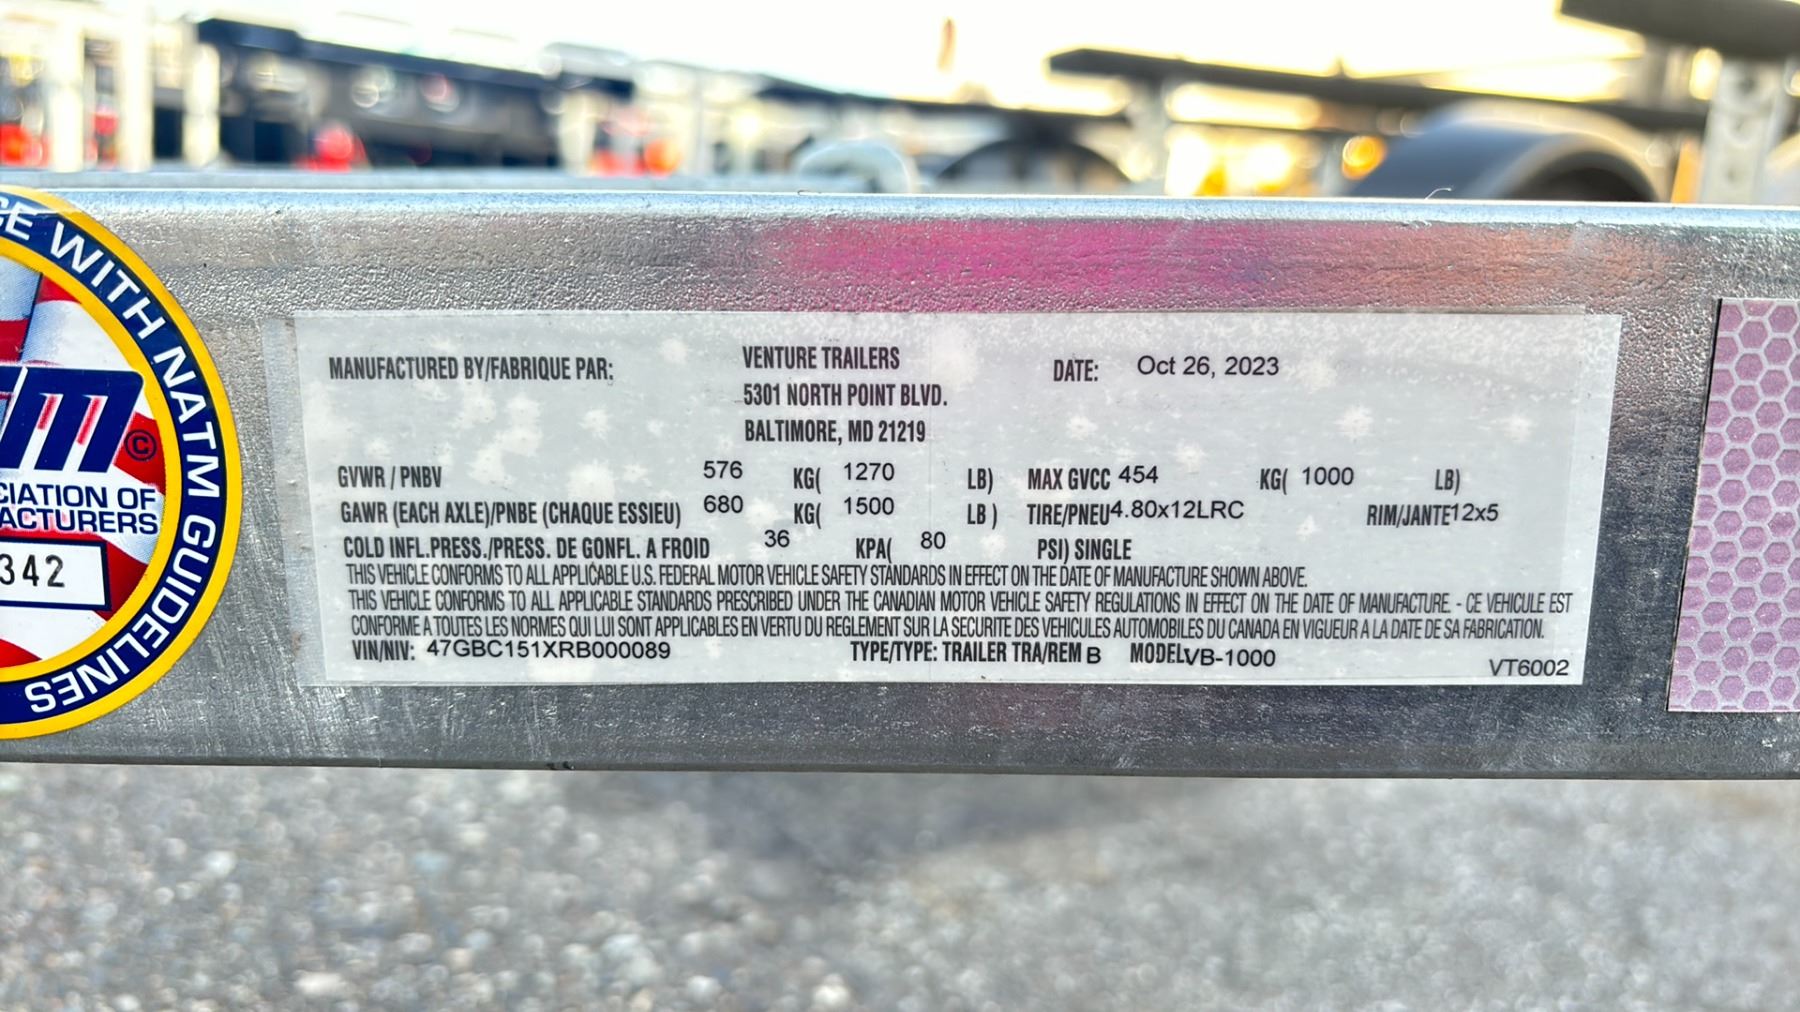 CE WITH NATM GUIDELINES
m©
CIATION OF
ACTURERS
342
MANUFACTURED BY/FABRIQUE PAR: VENTURE TRAILERS DATE: Oct 26, 2023
5301 NORTH POINT BLVD.
BALTIMORE, MD 21219
GVWR / PNBV 576 KG( 1270 LB) MAX GVCC 454 KG( 1000 LB)
GAWR (EACH AXLE)/PNBE (CHAQUE ESSIEU) 680 KG( 1500 LB ) TIRE/PNEU 4.80x12LRC RIM/JANTE 12x5
COLD INFL.PRESS./PRESS. DE GONFL. A FROID 36 KPA( 80 PSI) SINGLE
THIS VEHICLE CONFORMS TO ALL APPLICABLE U.S. FEDERAL MOTOR VEHICLE SAFETY STANDARDS IN EFFECT ON THE DATE OF MANUFACTURE SHOWN ABOVE.
THIS VEHICLE CONFORMS TO ALL APPLICABLE STANDARDS PRESCRIBED UNDER THE CANADIAN MOTOR VEHICLE SAFETY REGULATIONS IN EFFECT ON THE DATE OF MANUFACTURE. - CE VEHICULE EST
CONFORME A TOUTES LES NORMES QUI LUI SONT APPLICABLES EN VERTU DU REGLEMENT SUR LA SECURITE DES VEHICULES AUTOMOBILES DU CANADA EN VIGUEUR A LA DATE DE SA FABRICATION.
VIN/NIV: 47GBC151XRB000089 TYPE/TYPE: TRAILER TRA/REM B MODEL VB-1000 VT6002